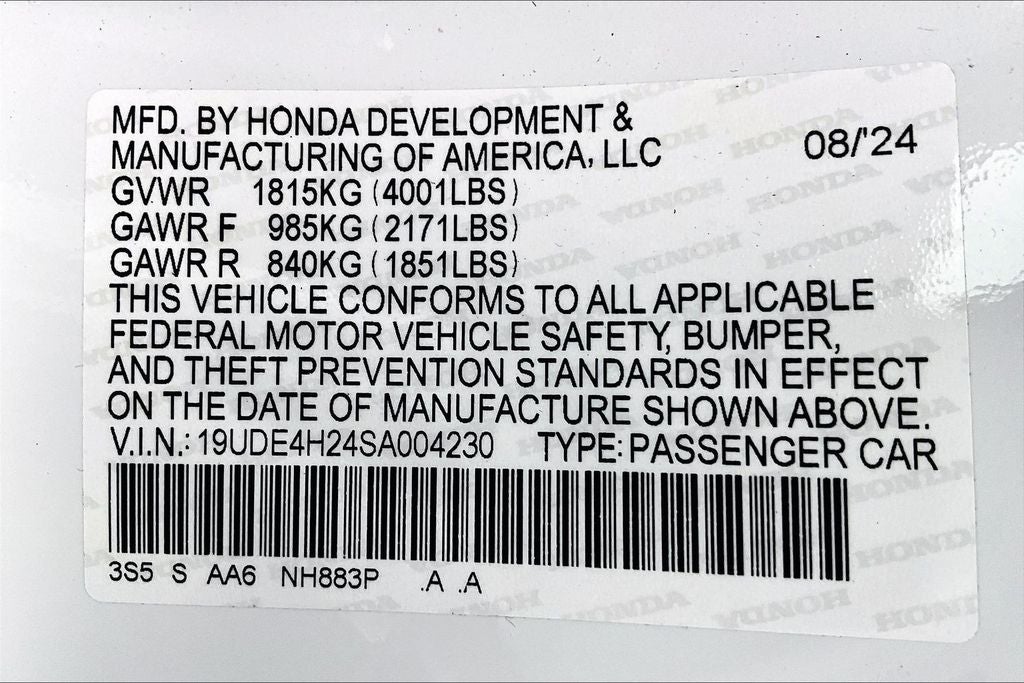 MFD. BY HONDA DEVELOPMENT &
MANUFACTURING OF AMERICA, LLC 08/'24
GVWR 1815KG (4001LBS)
GAWR F 985KG (2171LBS)
GAWR R 840KG (1851LBS)
THIS VEHICLE CONFORMS TO ALL APPLICABLE
FEDERAL MOTOR VEHICLE SAFETY, BUMPER,
AND THEFT PREVENTION STANDARDS IN EFFECT
ON THE DATE OF MANUFACTURE SHOWN ABOVE.
V.I.N.: 19UDE4H24SA004230 TYPE: PASSENGER CAR
3S5 S AA6 NH883P .A .A